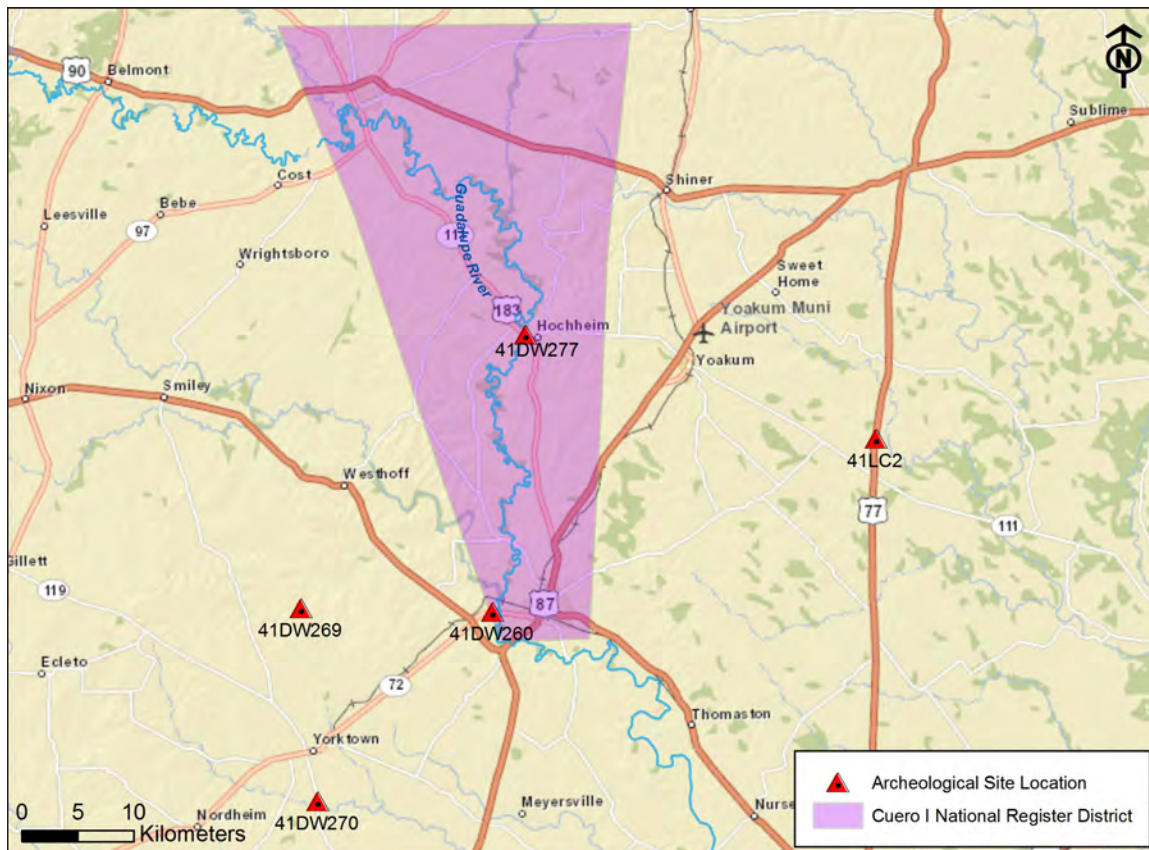 N
90
Belmont
Sublime
Cost
Shiner
Bebe
Leesville
97
Wrightsboro
Guadalupe River
Sweet
Home
183
Yoakum Muni
Airport
Hochheim
41DW277
Yoakum
Nixon
Smiley
41LC2
Westhoff
77
111
Gillett
119
87
41DW269
41DW260
Ecleto
72
Thomaston
Yorktown
Archeological Site Location
Cuero I National Register District
0 5 10
Kilometers
Nordheim
41DW270
Meyersville
Nurse